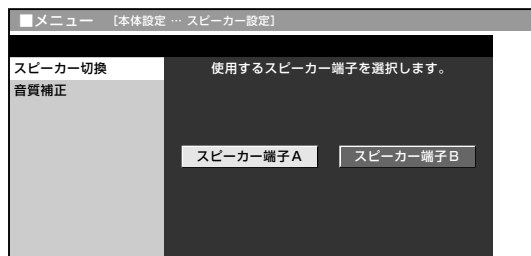 ■メニュー [本体設定 … スピーカー設定]
スピーカー切換
使用するスピーカー端子を選択します。
音質補正
スピーカー端子A
スピーカー端子B